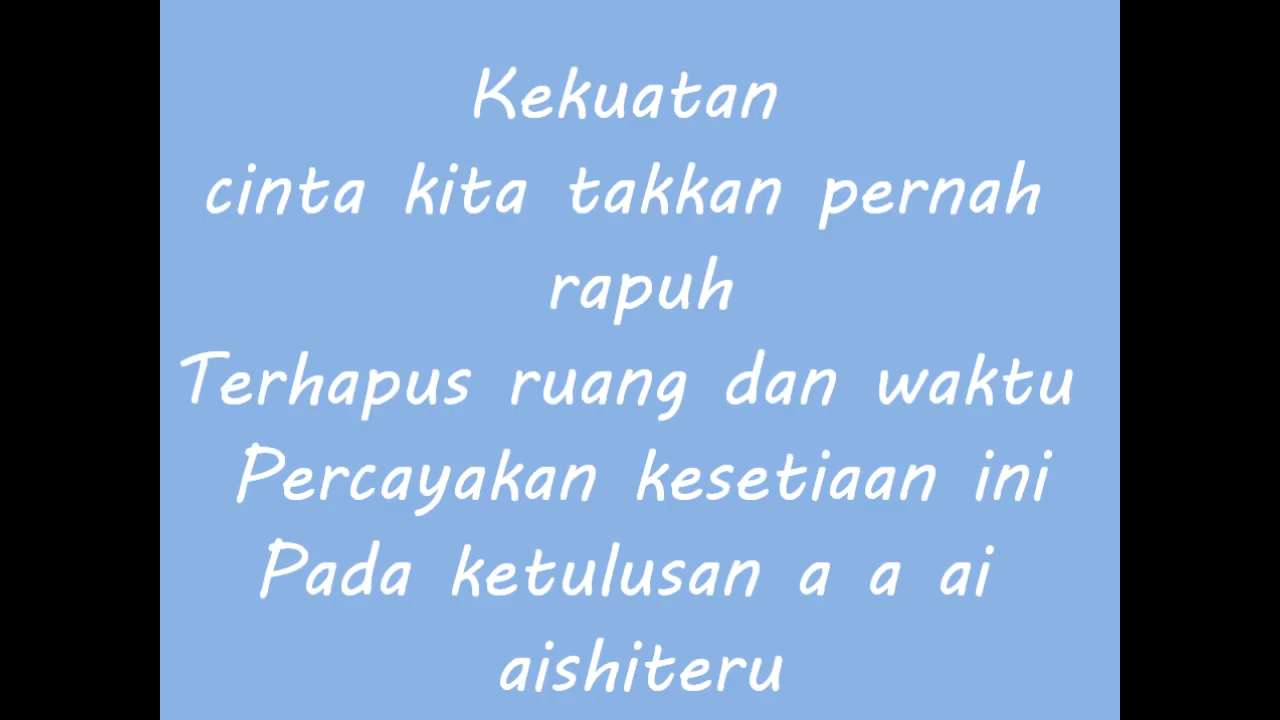 Kekuatan
cinta kita takkan pernah
rapuh
Terhapus ruang dan waktu
Percayakan kesetiaan ini
Pada ketulusan a a ai
aishiteru